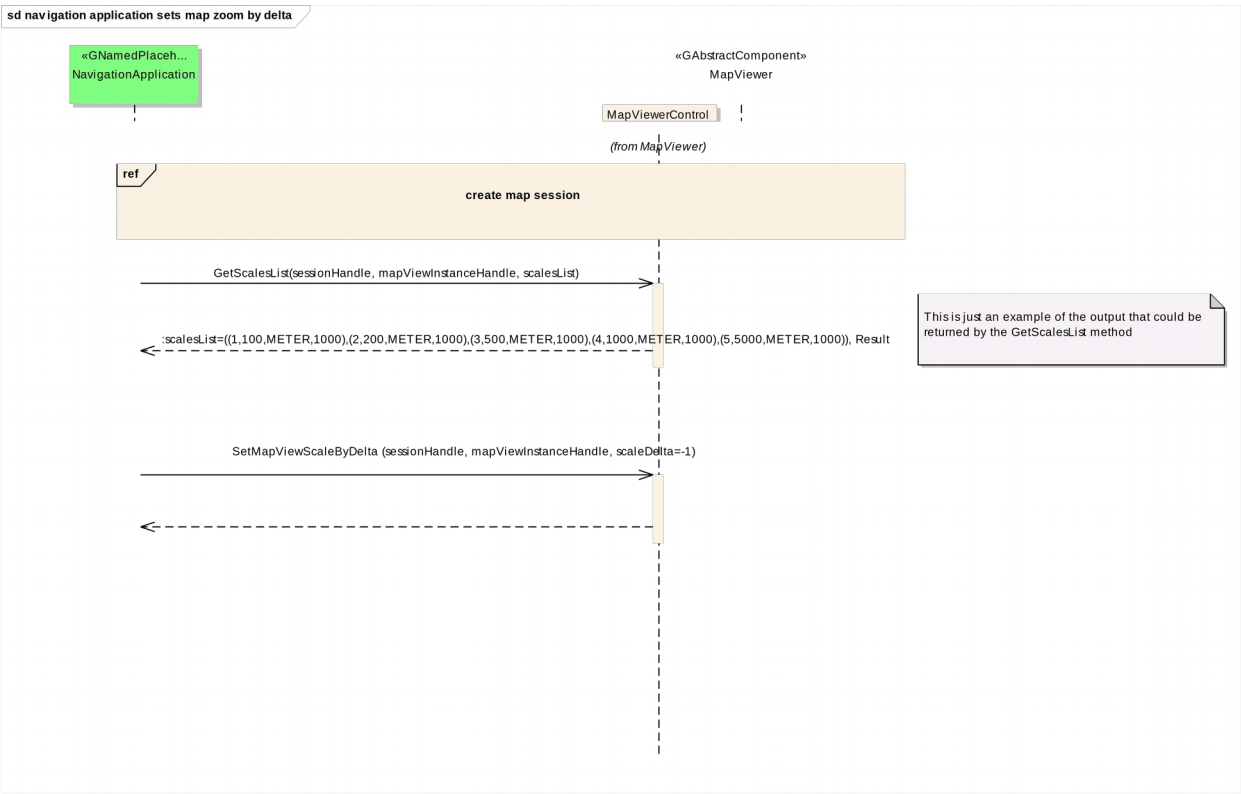 sd navigation application sets map zoom by delta
«GNamedPlaceh...
NavigationApplication
«GAbstractComponent»
MapViewer
MapViewerControl
(from MapViewer)
ref
create map session
GetScalesList(sessionHandle, mapViewInstanceHandle, scalesList)
This is just an example of the output that could be
returned by the GetScalesList method
:scalesList=((1,100,METER,1000),(2,200,METER,1000),(3,500,METER,1000),(4,1000,METER,1000),(5,5000,METER,1000)), Result
SetMapViewScaleByDelta (sessionHandle, mapViewInstanceHandle, scaleDelta=-1)